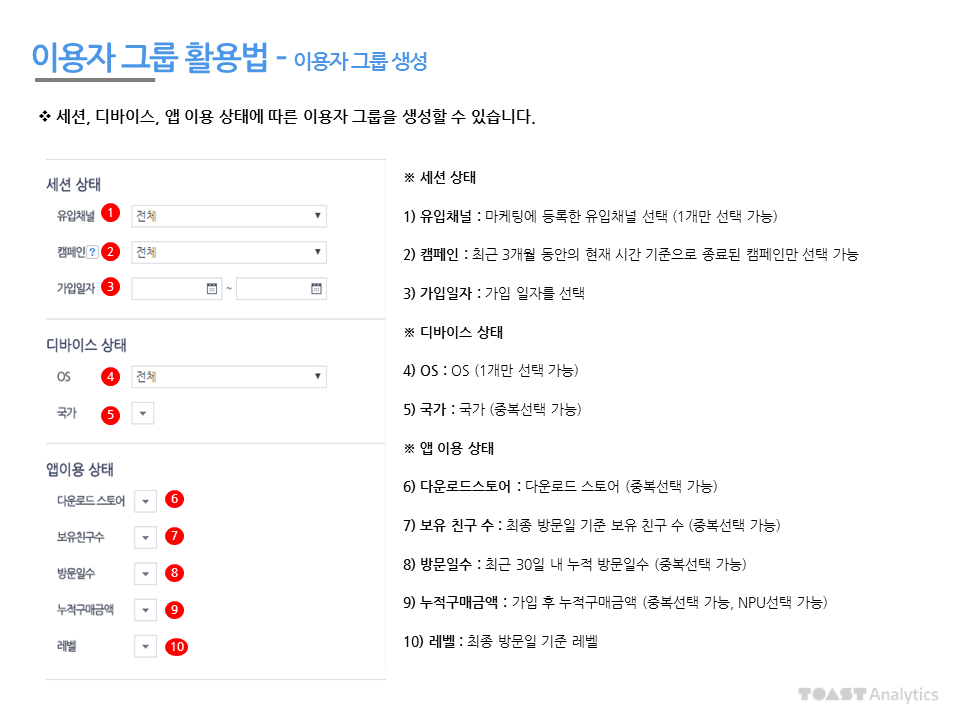 이용자 그룹 활용법 - 이용자 그룹 생성
❖ 세션, 디바이스, 앱 이용 상태에 따른 이용자 그룹을 생성할 수 있습니다.
세션 상태
유입채널 1 전체
캠페인 ? 2 전체
가입일자 3 ~
디바이스 상태
OS 4 전체
국가 5
앱이용 상태
다운로드 스토어 6
보유친구수 7
방문일수 8
누적구매금액 9
레벨 10
※ 세션 상태
1) 유입채널 : 마케팅에 등록한 유입채널 선택 (1개만 선택 가능)
2) 캠페인 : 최근 3개월 동안의 현재 시간 기준으로 종료된 캠페인만 선택 가능
3) 가입일자 : 가입 일자를 선택
※ 디바이스 상태
4) OS : OS (1개만 선택 가능)
5) 국가 : 국가 (중복선택 가능)
※ 앱 이용 상태
6) 다운로드스토어 : 다운로드 스토어 (중복선택 가능)
7) 보유 친구 수 : 최종 방문일 기준 보유 친구 수 (중복선택 가능)
8) 방문일수 : 최근 30일 내 누적 방문일수 (중복선택 가능)
9) 누적구매금액 : 가입 후 누적구매금액 (중복선택 가능, NPU선택 가능)
10) 레벨 : 최종 방문일 기준 레벨
TOAST Analytics